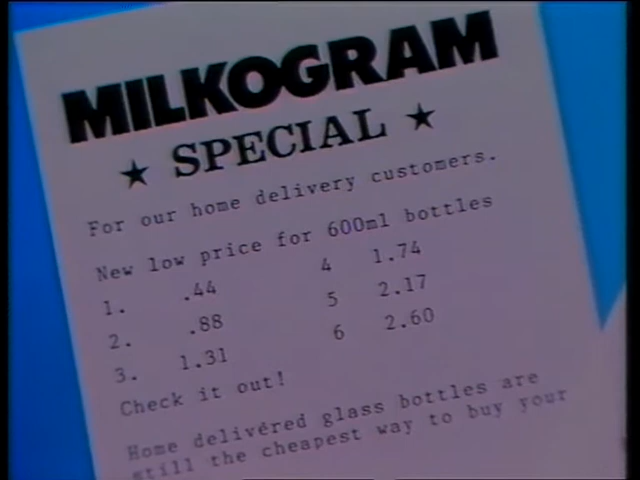 MILKOGRAM
★ SPECIAL ★
For our home delivery customers.
New low price for 600ml bottles
1. .44 4 1.74
2. .88 5 2.17
3. 1.31 6 2.60
Check it out!
Home delivered glass bottles are
still the cheapest way to buy your